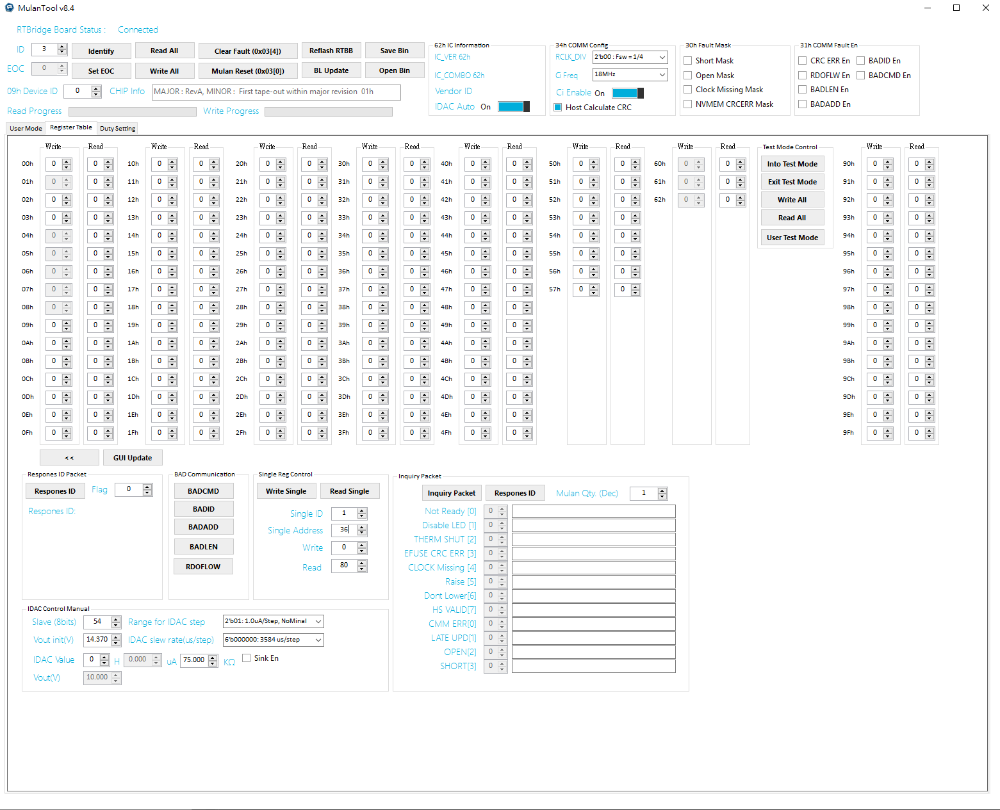 MulanTool v8.4
RTBridge Board Status : Connected
ID 3 Identify Read All Clear Fault (0x03[4]) Reflash RTBB Save Bin
EOC 0 Set EOC Write All Mulan Reset (0x03[0]) BL Update Open Bin
09h Device ID 0 CHIP Info MAJOR : RevA, MINOR : First tape-out within major revision 01h
Read Progress Write Progress
62h IC Information
IC_VER 62h
IC_COMBO 62h
Vendor ID
IDAC Auto On
34h COMM Config
RCLK_DIV 2'b00 : Fsw = 1/4
Ci Freq 18MHz
Ci Enable On
Host Calculate CRC
30h Fault Mask
Short Mask
Open Mask
Clock Missing Mask
NVMEM CRCERR Mask
31h COMM Fault En
CRC ERR En BADID En
RDOFLW En BADCMD En
BADLEN En
BADADD En
User Mode Register Table Duty Setting
Write Read Write Read Write Read Write Read Write Read Write Read Write Read Test Mode Control Write Read
00h 0 0 10h 0 0 20h 0 0 30h 0 0 40h 0 0 50h 0 0 60h 0 0 Into Test Mode 90h 0 0
01h 0 0 11h 0 0 21h 0 0 31h 0 0 41h 0 0 51h 0 0 61h 0 0 Exit Test Mode 91h 0 0
02h 0 0 12h 0 0 22h 0 0 32h 0 0 42h 0 0 52h 0 0 62h 0 0 Write All 92h 0 0
03h 0 0 13h 0 0 23h 0 0 33h 0 0 43h 0 0 53h 0 0 Read All 93h 0 0
04h 0 0 14h 0 0 24h 0 0 34h 0 0 44h 0 0 54h 0 0 User Test Mode 94h 0 0
05h 0 0 15h 0 0 25h 0 0 35h 0 0 45h 0 0 55h 0 0 95h 0 0
06h 0 0 16h 0 0 26h 0 0 36h 0 0 46h 0 0 56h 0 0 96h 0 0
07h 0 0 17h 0 0 27h 0 0 37h 0 0 47h 0 0 57h 0 0 97h 0 0
08h 0 0 18h 0 0 28h 0 0 38h 0 0 48h 0 0 98h 0 0
09h 0 0 19h 0 0 29h 0 0 39h 0 0 49h 0 0 99h 0 0
0Ah 0 0 1Ah 0 0 2Ah 0 0 3Ah 0 0 4Ah 0 0 9Ah 0 0
0Bh 0 0 1Bh 0 0 2Bh 0 0 3Bh 0 0 4Bh 0 0 9Bh 0 0
0Ch 0 0 1Ch 0 0 2Ch 0 0 3Ch 0 0 4Ch 0 0 9Ch 0 0
0Dh 0 0 1Dh 0 0 2Dh 0 0 3Dh 0 0 4Dh 0 0 9Dh 0 0
0Eh 0 0 1Eh 0 0 2Eh 0 0 3Eh 0 0 4Eh 0 0 9Eh 0 0
0Fh 0 0 1Fh 0 0 2Fh 0 0 3Fh 0 0 4Fh 0 0 9Fh 0 0
<< GUI Update
Respones ID Packet
Respones ID Flag 0
Respones ID:
BAD Communication
BADCMD
BADID
BADADD
BADLEN
RDOFLOW
Single Reg Control
Write Single Read Single
Single ID 1
Single Address 36
Write 0
Read 80
Inquiry Packet
Inquiry Packet Respones ID Mulan Qty. (Dec) 1
Not Ready [0] 0
Disable LED [1] 0
THERM SHUT [2] 0
EFUSE CRC ERR [3] 0
CLOCK Missing [4] 0
Raise [5] 0
Dont Lower[6] 0
HS VALID[7] 0
CMM ERR[0] 0
LATE UPD[1] 0
OPEN[2] 0
SHORT[3] 0
IDAC Control Manual
Slave (8bits) 54 Range for IDAC step 2'b01: 1.0uA/Step, NoMinal
Vout init(V) 14.370 IDAC slew rate(us/step) 6'b000000: 3584 us/step
IDAC Value 0 H 0.000 uA 75.000 KΩ Sink En
Vout(V) 10.000